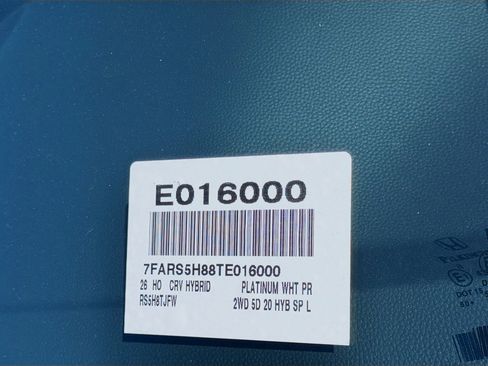 E016000
7FARS5H88TE016000
26 HO CRV HYBRID PLATINUM WHT PR
RS5H8TJFW 2WD 5D 20 HYB SP L